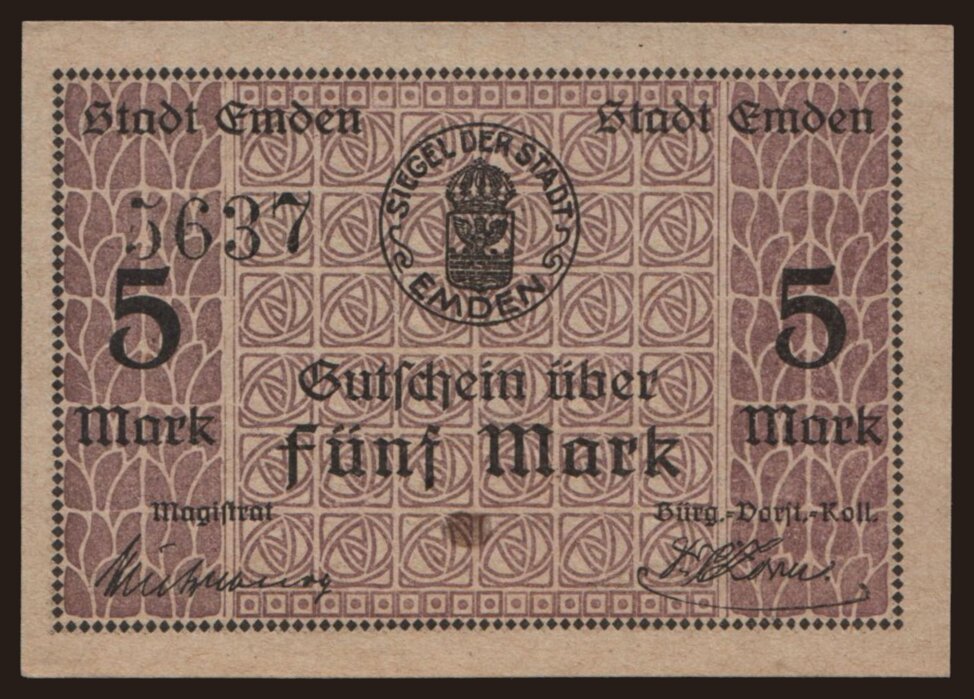 Stadt Emden
Stadt Emden
SIEGEL DER STADT
EMDEN
5637
5
Mark
5
Mark
Gutschein über
Fünf Mark
Magistrat
Bürg.-Vorst.-Koll.